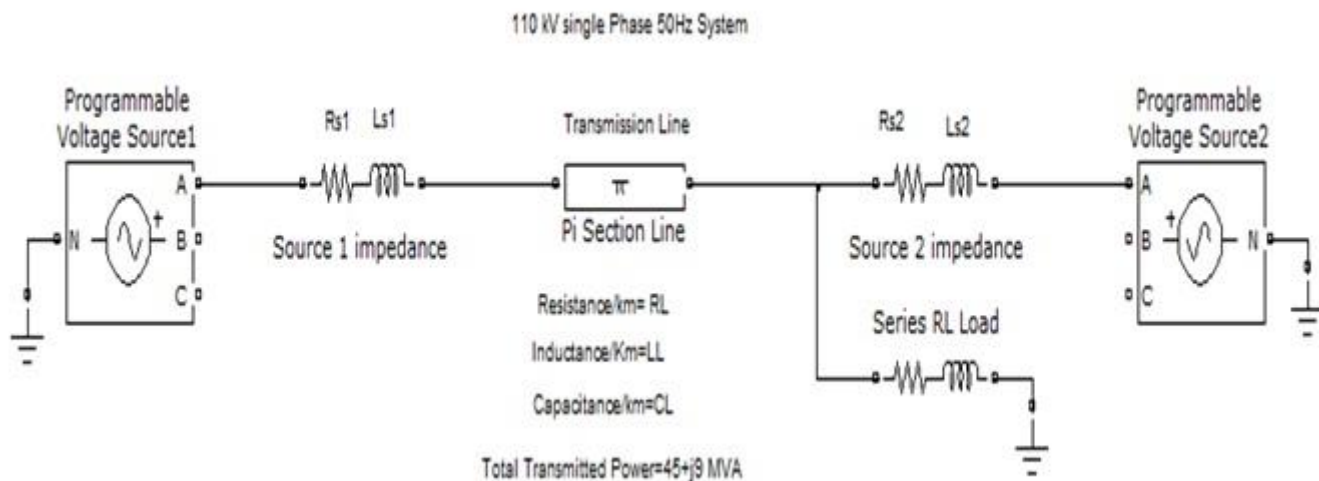 110 kV single Phase 50Hz System
Programmable
Voltage Source1
Rs1 Ls1
Transmission Line
Rs2 Ls2
Programmable
Voltage Source2
A
N
B
C
π
A
B
N
C
Source 1 impedance
Pi Section Line
Source 2 impedance
Resistance/km= RL
Series RL Load
Inductance/Km=LL
Capacitance/km=CL
Total Transmitted Power=45+j9 MVA